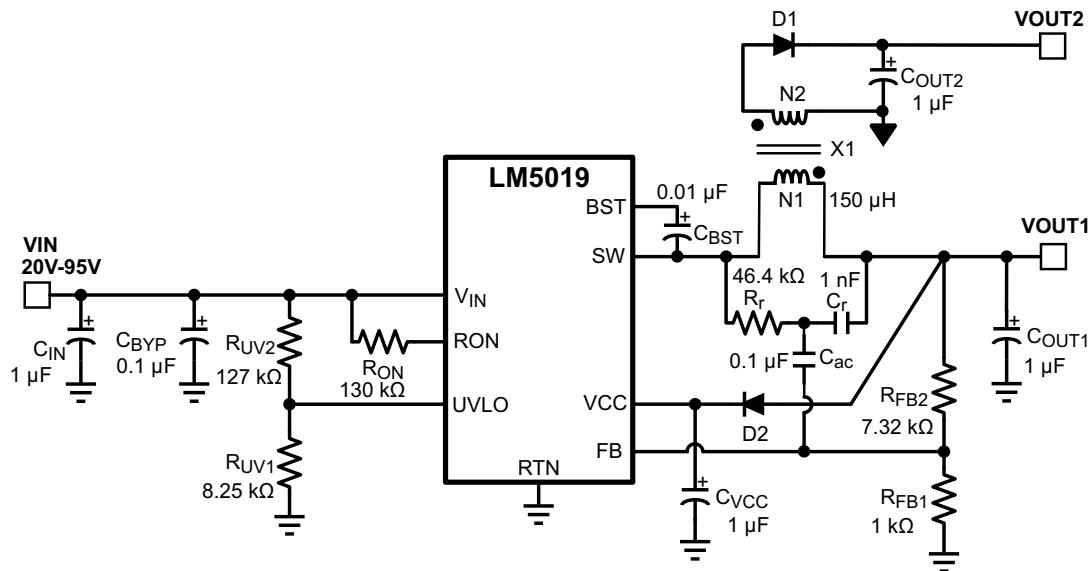 D1
VOUT2
+
COUT2
1 µF
N2
X1
LM5019
0.01 µF
N1
150 µH
BST
+
CBST
VOUT1
SW
VIN
20V-95V
46.4 kΩ
1 nF
Rr
Cr
VIN
+
CIN
1 µF
+
CBYP
0.1 µF
RUV2
127 kΩ
RON
RON
130 kΩ
0.1 µF
Cac
+
COUT1
1 µF
UVLO
VCC
D2
RFB2
7.32 kΩ
FB
RUV1
8.25 kΩ
RTN
+
CVCC
1 µF
RFB1
1 kΩ